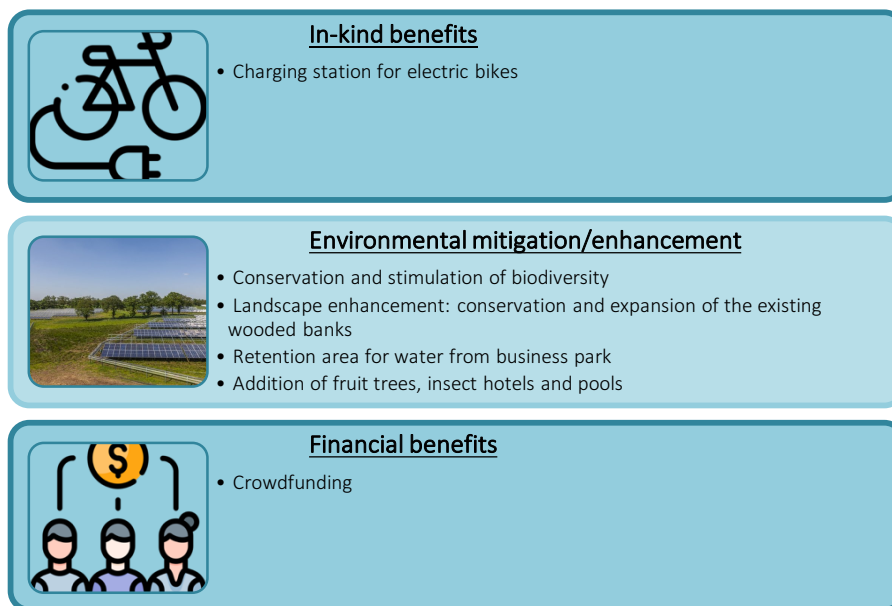 In-kind benefits
• Charging station for electric bikes
Environmental mitigation/enhancement
• Conservation and stimulation of biodiversity
• Landscape enhancement: conservation and expansion of the existing
wooded banks
• Retention area for water from business park
• Addition of fruit trees, insect hotels and pools
Financial benefits
$
• Crowdfunding